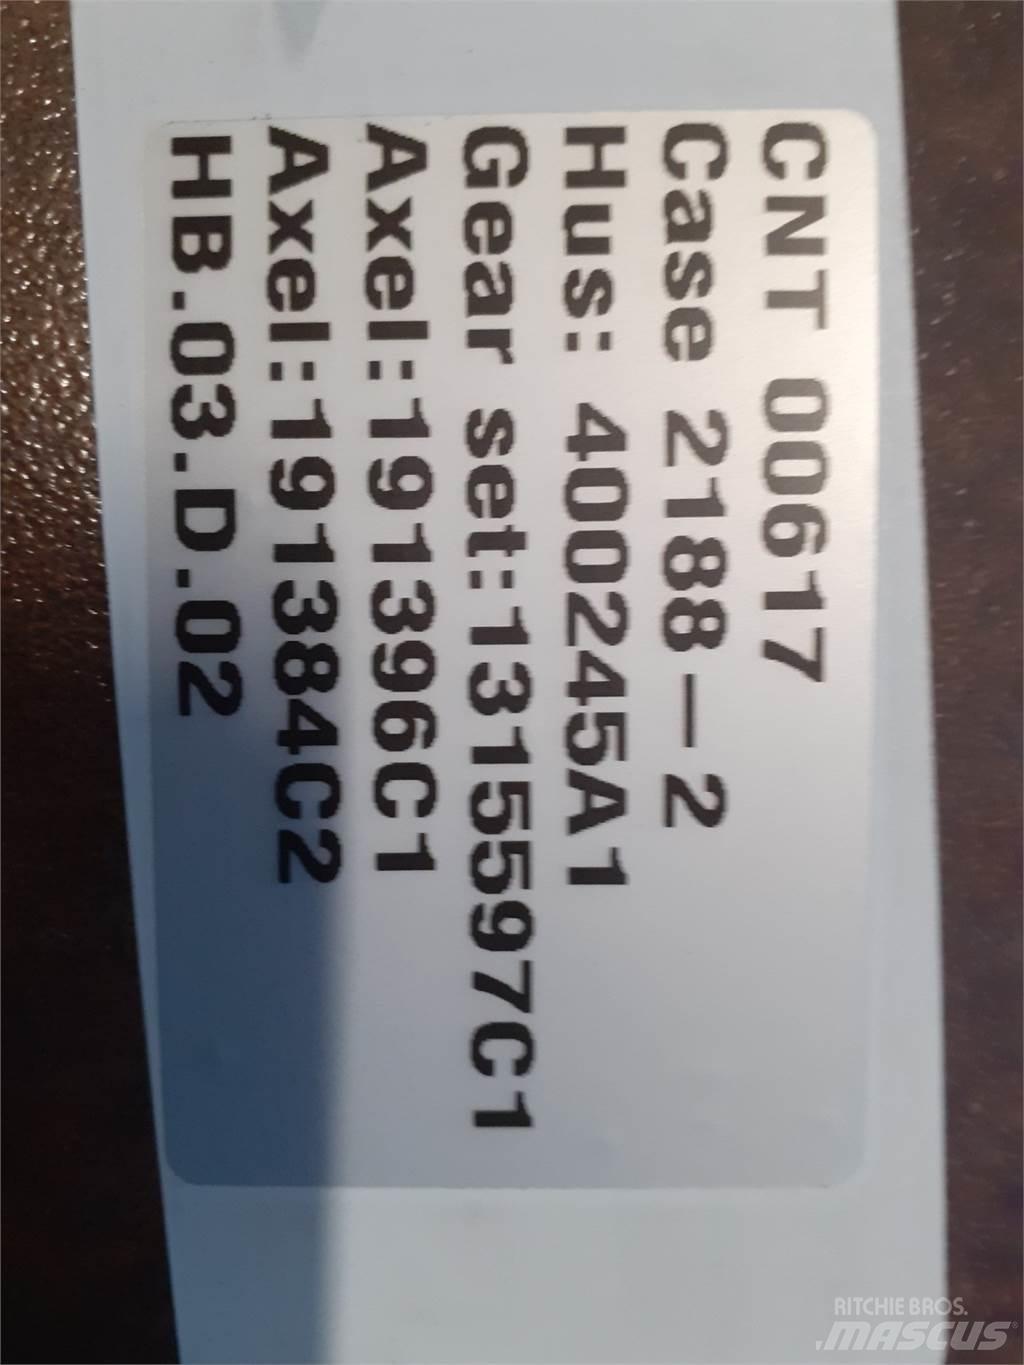 CNT 00617
Case 2188-2
Hus: 400245A1
Gear set:1315597C1
Axel:191396C1
Axel:191384C2
HB.03.D.02
RITCHIE BROS.
MASCUS